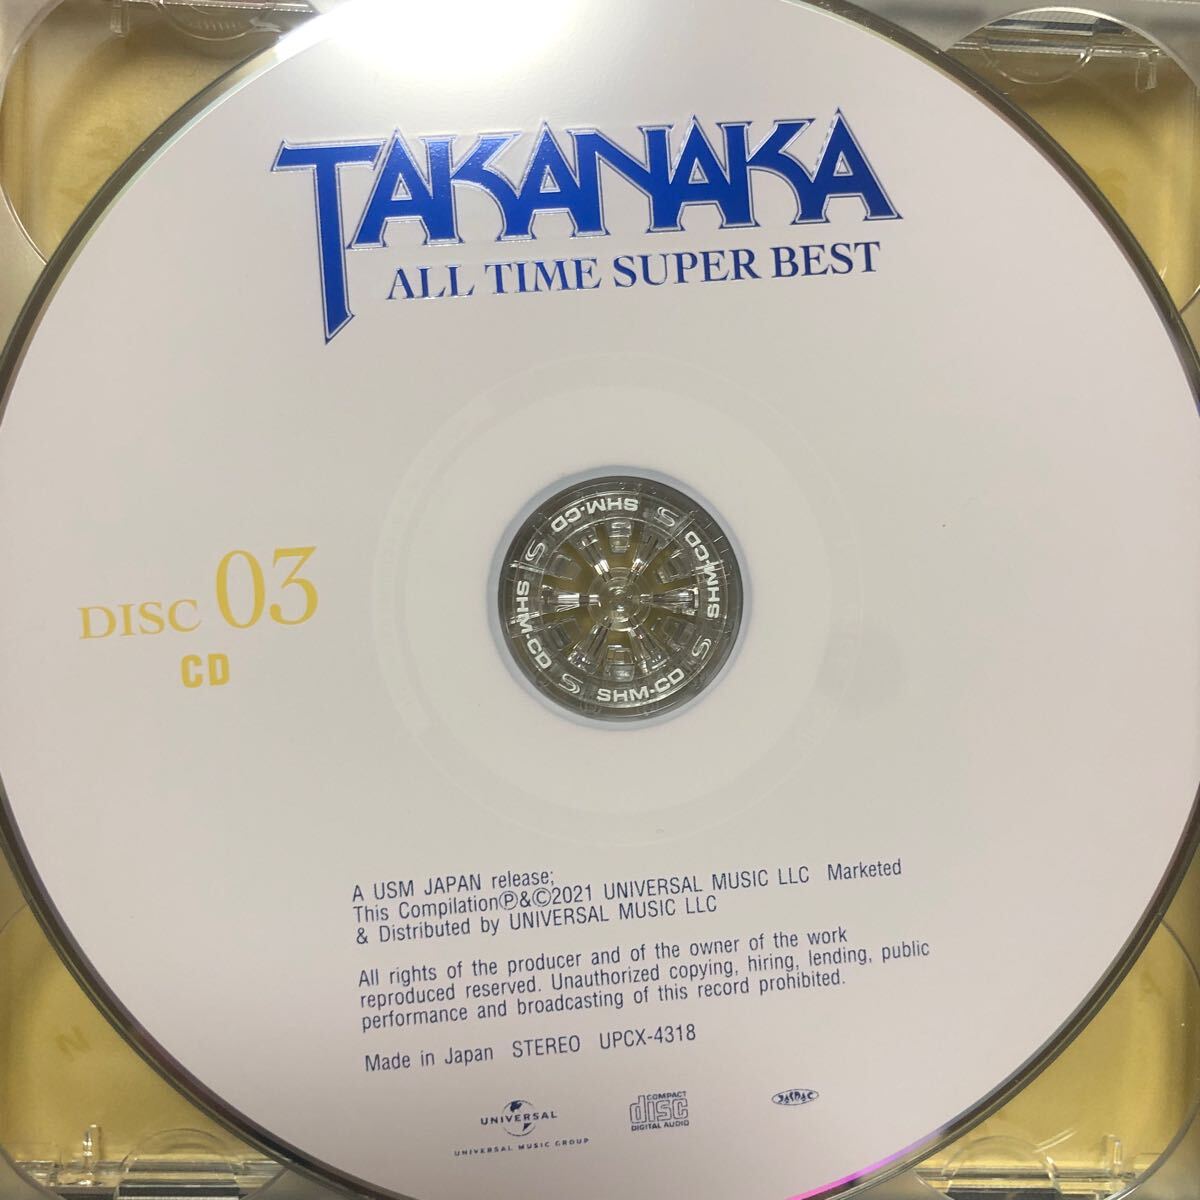 TAKANAKA
ALL TIME SUPER BEST
DISC 03
CD
SHM-CD
SHM-CD
SHM-CD
SHM-CD
A USM JAPAN release;
This CompilationⓅ&Ⓒ2021 UNIVERSAL MUSIC LLC Marketed
& Distributed by UNIVERSAL MUSIC LLC
All rights of the producer and of the owner of the work
reproduced reserved. Unauthorized copying, hiring, lending, public
performance and broadcasting of this record prohibited.
Made in Japan STEREO UPCX-4318
UNIVERSAL
UNIVERSAL MUSIC GROUP
COMPACT
disc
DIGITAL AUDIO
JASRAC